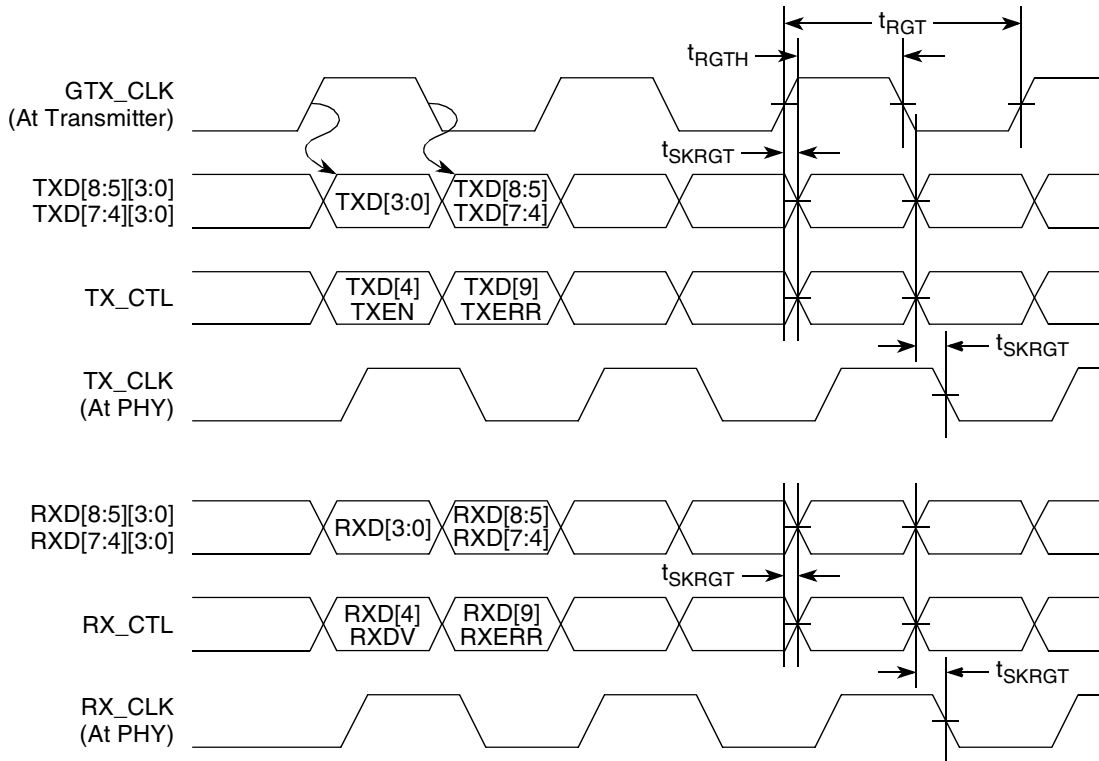 tRGT
tRGTH
GTX_CLK
(At Transmitter)
tSKRGT
TXD[8:5][3:0]
TXD[7:4][3:0]
TXD[3:0]
TXD[8:5]
TXD[7:4]
TX_CTL
TXD[4]
TXEN
TXD[9]
TXERR
tSKRGT
TX_CLK
(At PHY)
RXD[8:5][3:0]
RXD[7:4][3:0]
RXD[3:0]
RXD[8:5]
RXD[7:4]
tSKRGT
RX_CTL
RXD[4]
RXDV
RXD[9]
RXERR
tSKRGT
RX_CLK
(At PHY)